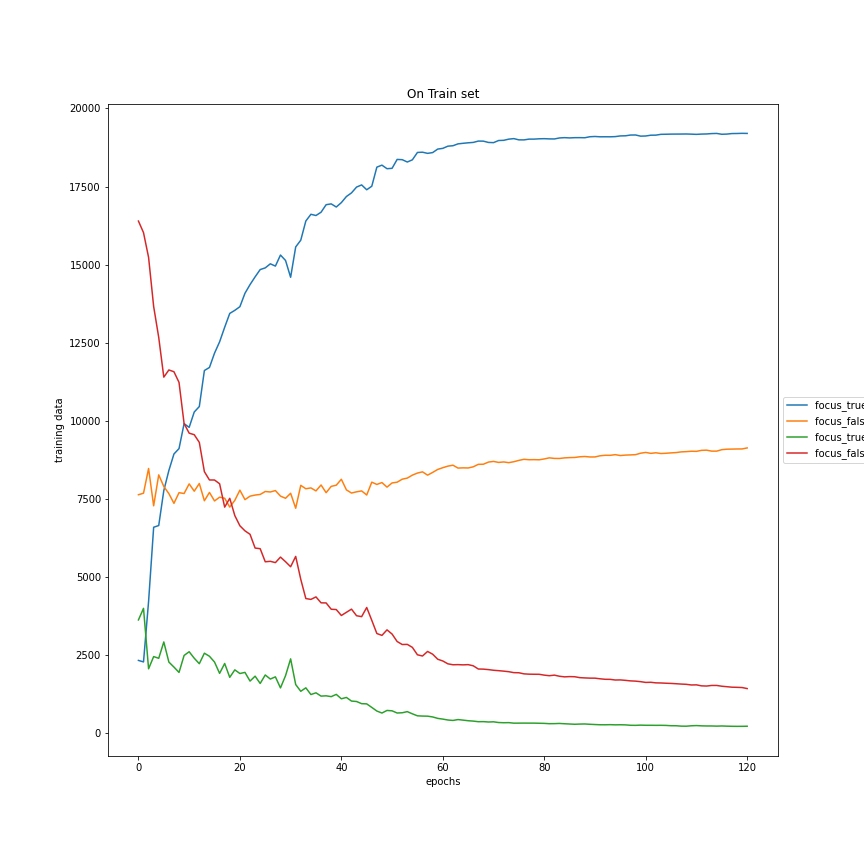 On Train set
20000
17500
15000
12500
10000
7500
5000
2500
0
training data
0 20 40 60 80 100 120
epochs
focus_true
focus_fals
focus_true
focus_fals